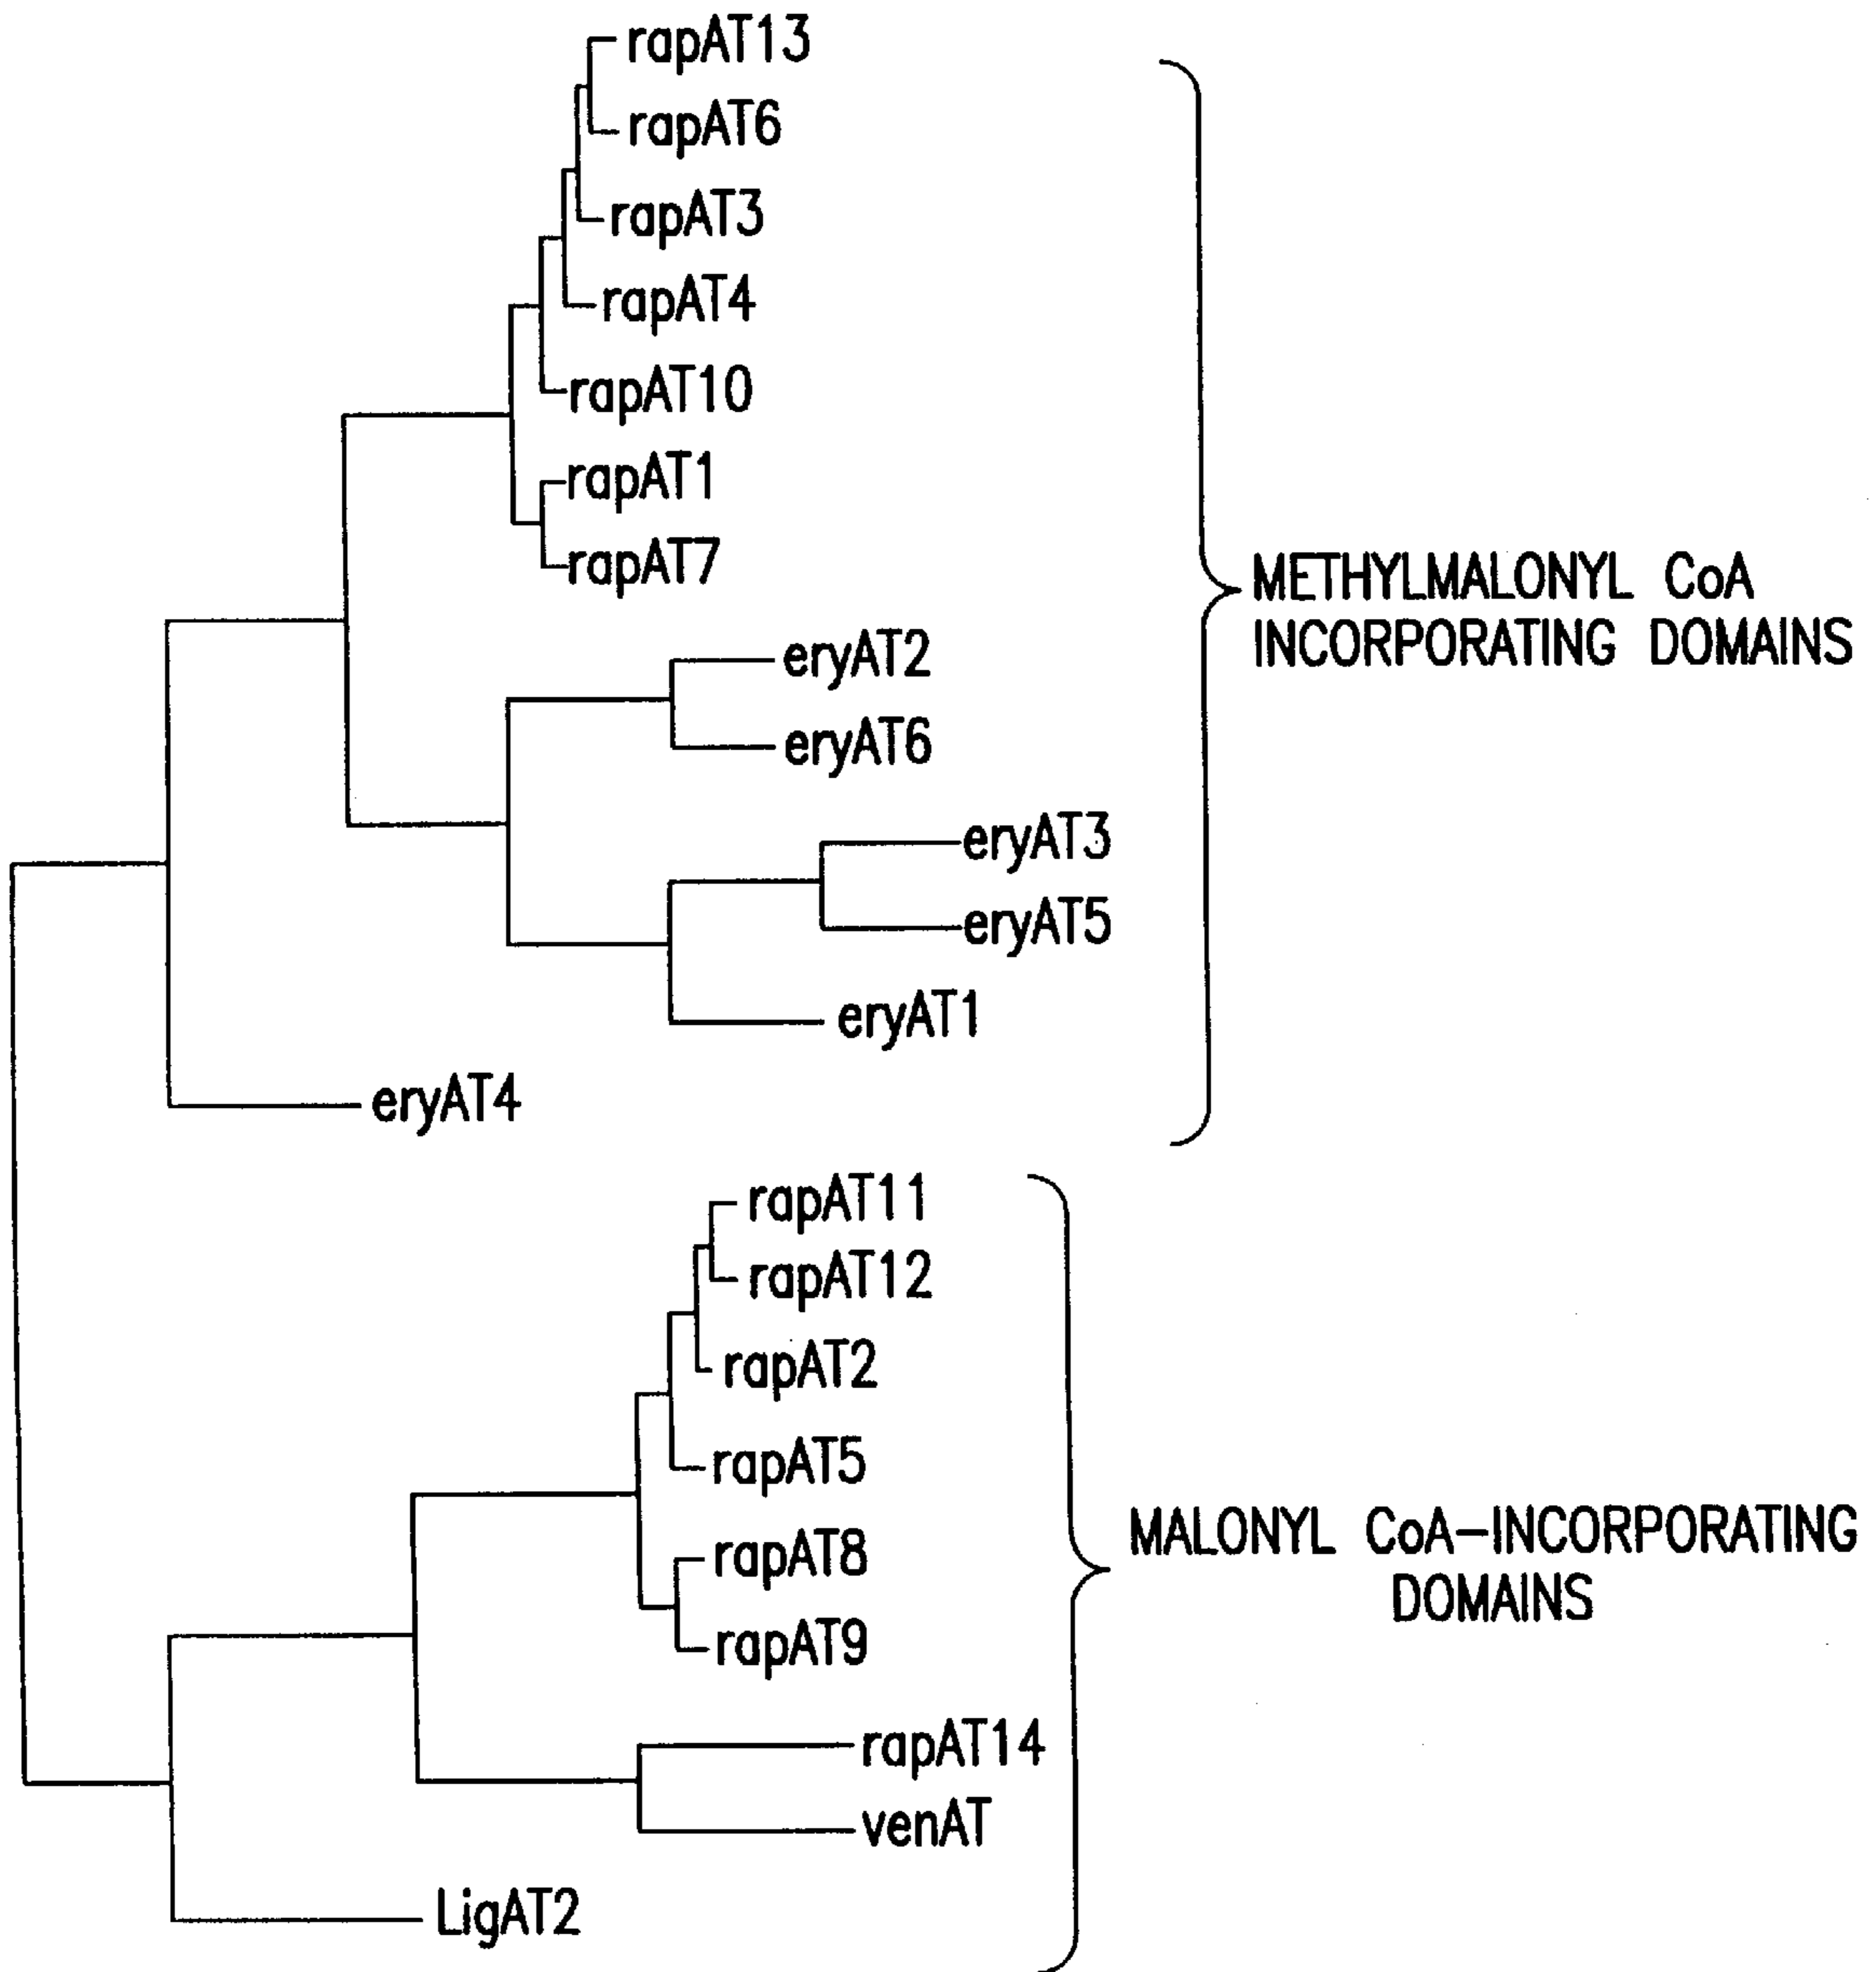 rapAT13
rapAT6
rapAT3
rapAT4
rapAT10
rapAT1
rapAT7
eryAT2
eryAT6
eryAT3
eryAT5
eryAT1
eryAT4
METHYLMALONYL CoA
INCORPORATING DOMAINS
rapAT11
rapAT12
rapAT2
rapAT5
rapAT8
rapAT9
rapAT14
venAT
LigAT2
MALONYL CoA-INCORPORATING
DOMAINS